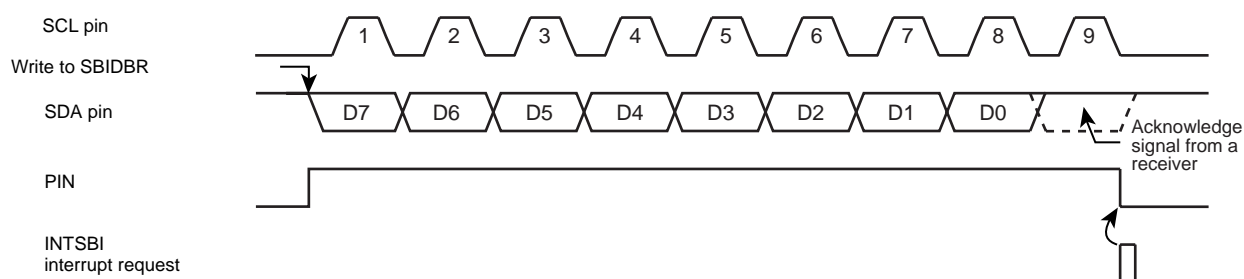 SCL pin
1 2 3 4 5 6 7 8 9
Write to SBIDBR
SDA pin
D7 D6 D5 D4 D3 D2 D1 D0
Acknowledge
signal from a
receiver
PIN
INTSBI
interrupt request